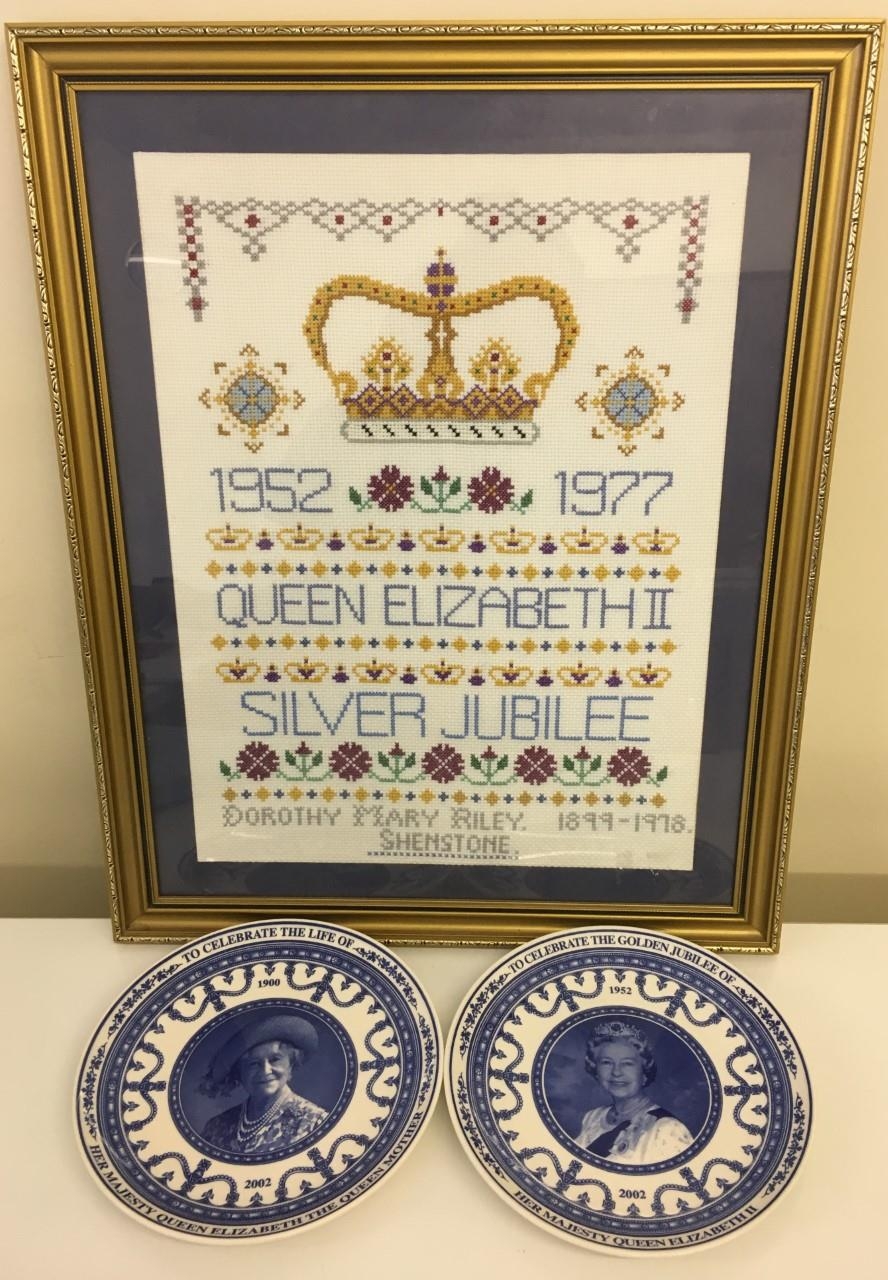 1952 1977
QUEEN ELIZABETH II
SILVER JUBILEE
DOROTHY MARY RILEY. 1899-1978.
SHENSTONE.
TO CELEBRATE THE LIFE OF
1900
2002
HER MAJESTY QUEEN ELIZABETH THE QUEEN MOTHER
TO CELEBRATE THE GOLDEN JUBILEE OF
1952
2002
HER MAJESTY QUEEN ELIZABETH II